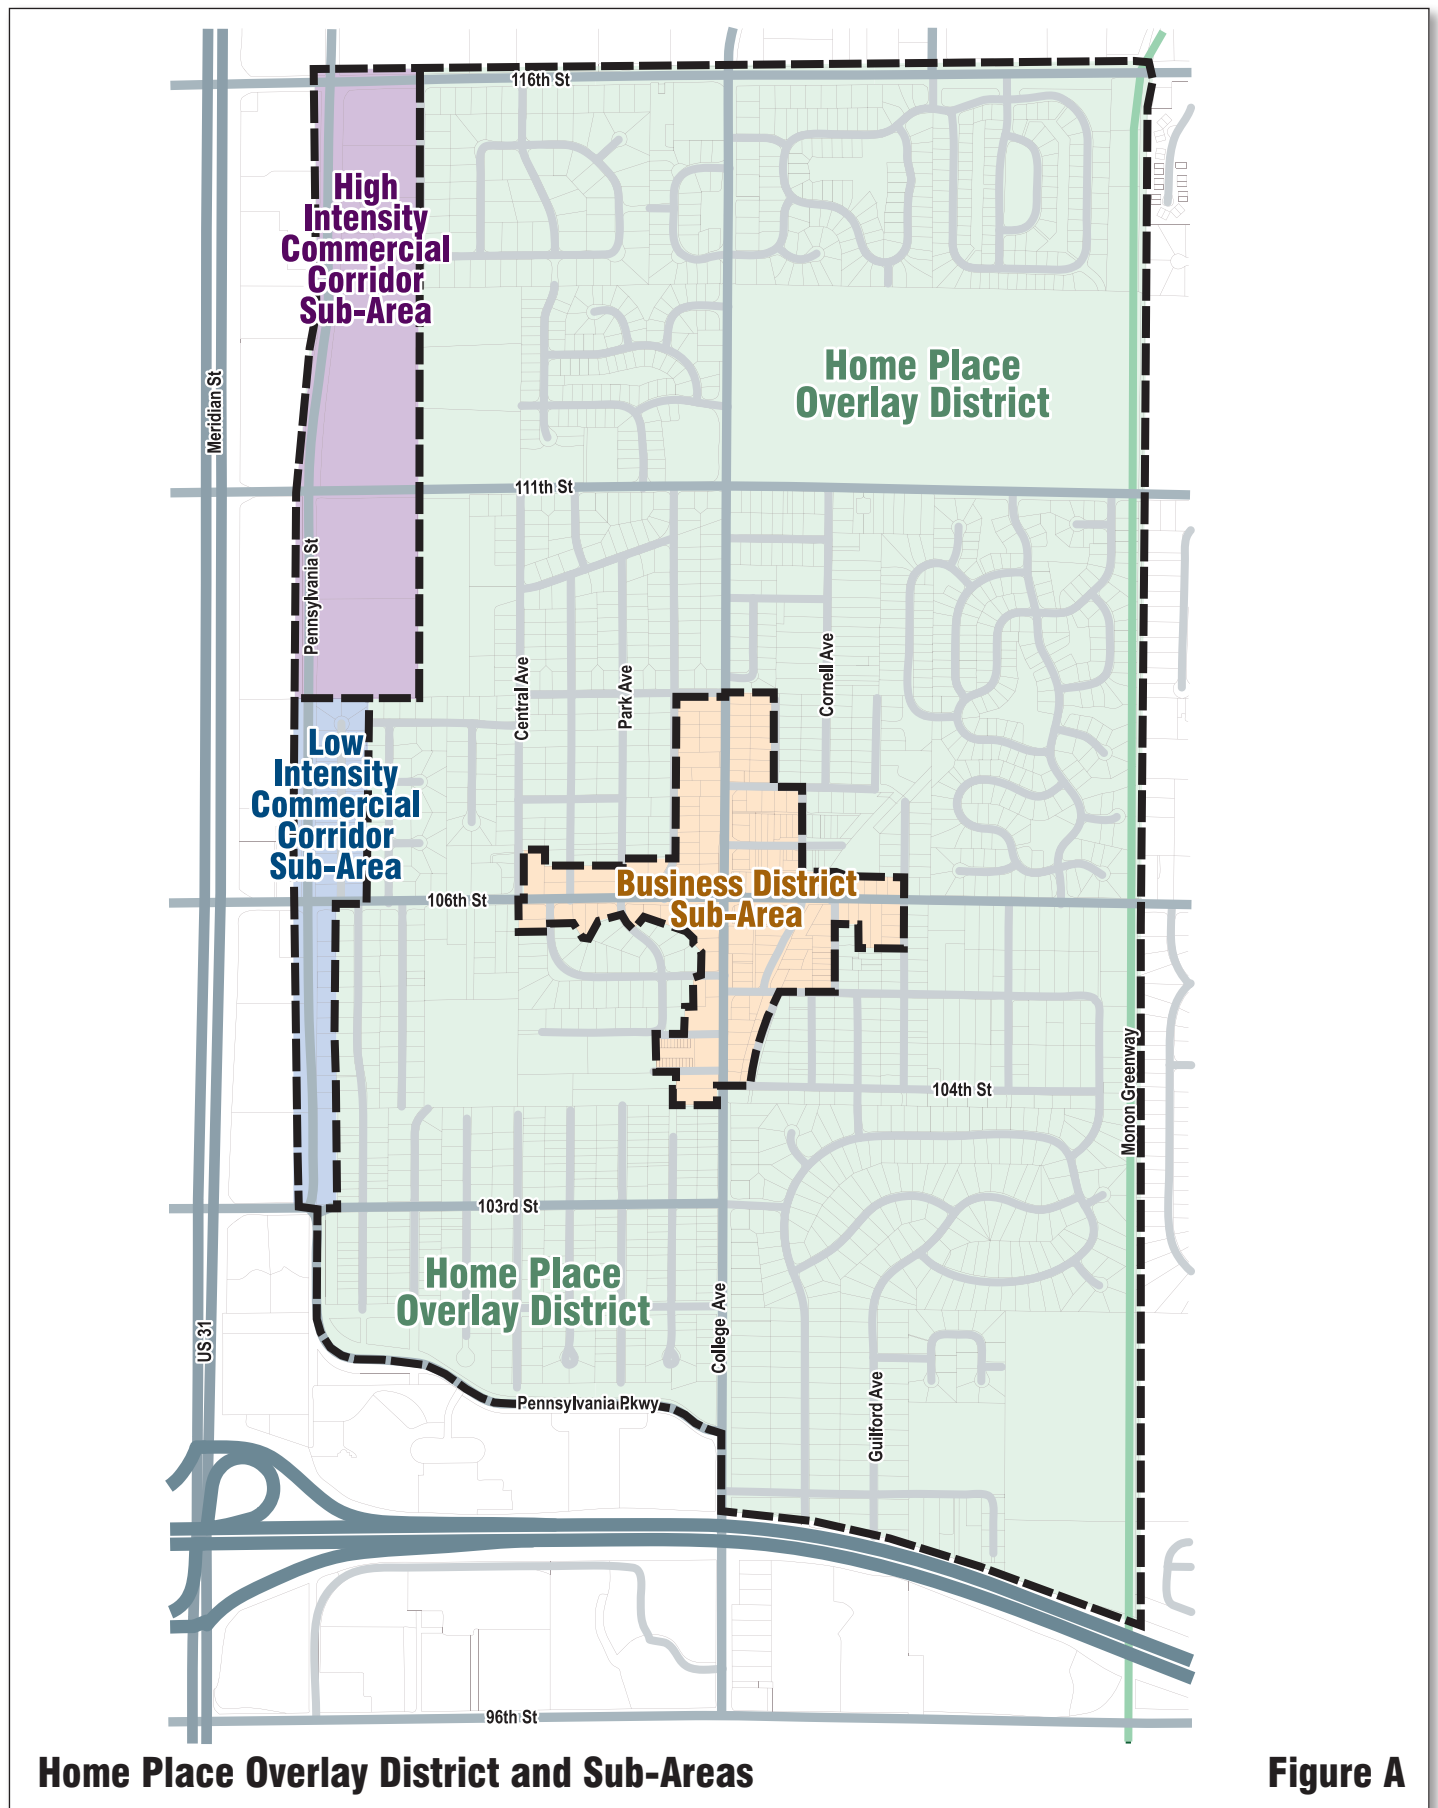 116th St
High
Intensity
Commercial
Corridor
Sub-Area
Home Place
Overlay District
Meridian St
111th St
Pennsylvania St
Central Ave
Park Ave
Cornell Ave
Low
Intensity
Commercial
Corridor
Sub-Area
Business District
Sub-Area
106th St
Monon Greenway
104th St
103rd St
Home Place
Overlay District
College Ave
US 31
Guilford Ave
Pennsylvania Pkwy
96th St
Home Place Overlay District and Sub-Areas
Figure A